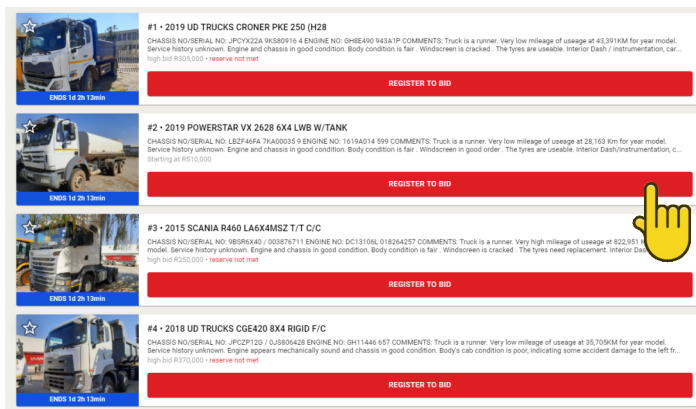 #1 • 2019 UD TRUCKS CRONER PKE 250 (H28
CHASSIS NO/SERIAL NO: JPCYX22A 9KS80916 4 ENGINE NO: GH8E490 943A1P COMMENTS: Truck is a runner. Very low mileage of useage at 43,391KM for year model.
Service history unknown. Engine and chassis in good condition. Body condition is fair . Windscreen is cracked . The tyres are useable. Interior Dash / instrumentation, car...
high bid R305,000 • reserve not met
REGISTER TO BID
ENDS 1d 2h 13min
#2 • 2019 POWERSTAR VX 2628 6X4 LWB W/TANK
CHASSIS NO/SERIAL NO: LBZF46FA 7KA00035 9 ENGINE NO: 1619A014 599 COMMENTS: Truck is a runner. Very low mileage of useage at 28,163 Km for year model.
Service history unknown. Engine and chassis in good condition. Body condition is fair . Windscreen in good order . The tyres are useable. Interior Dash/instrumentation, c...
Starting at R510,000
REGISTER TO BID
ENDS 1d 2h 13min
#3 • 2015 SCANIA R460 LA6X4MSZ T/T C/C
CHASSIS NO/SERIAL NO: 9BSR6X40 / 003876711 ENGINE NO: DC13106L 018264257 COMMENTS: Truck is a runner. Very high mileage of useage at 822,951
model. Service history unknown. Engine and chassis in good condition. Body condition is fair . Windscreen is cracked . The tyres need replacement. Interior Das
high bid R250,000 • reserve not met
REGISTER TO BID
ENDS 1d 2h 13min
#4 • 2018 UD TRUCKS CGE420 8X4 RIGID F/C
CHASSIS NO/SERIAL NO: JPCZP12G / 0JS806428 ENGINE NO: GH11446 657 COMMENTS: Truck is a runner. Very low mileage of useage at 35,705KM for year model.
Service history unknown. Engine appears mechanically sound and chassis in good condition. Body's cab condition is poor, indicating some accident damage to the left fr...
high bid R370,000 • reserve not met
REGISTER TO BID
ENDS 1d 2h 13min